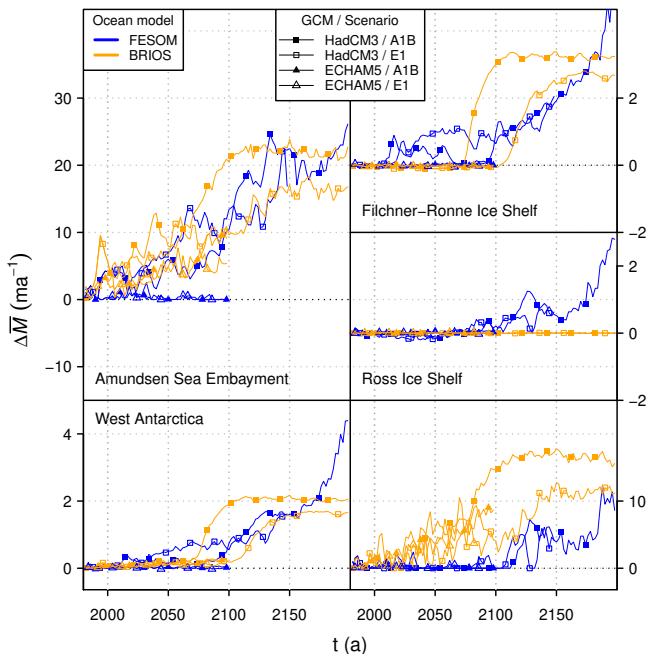 Ocean model
FESOM
BRIOS
GCM / Scenario
HadCM3 / A1B
HadCM3 / E1
ECHAM5 / A1B
ECHAM5 / E1
30
20
10
0
−10
ΔM̅ (ma⁻¹)
Amundsen Sea Embayment
2
0
−2
Filchner−Ronne Ice Shelf
2
0
−2
Ross Ice Shelf
West Antarctica
4
2
0
10
0
2000 2050 2100 2150
2000 2050 2100 2150
t (a)